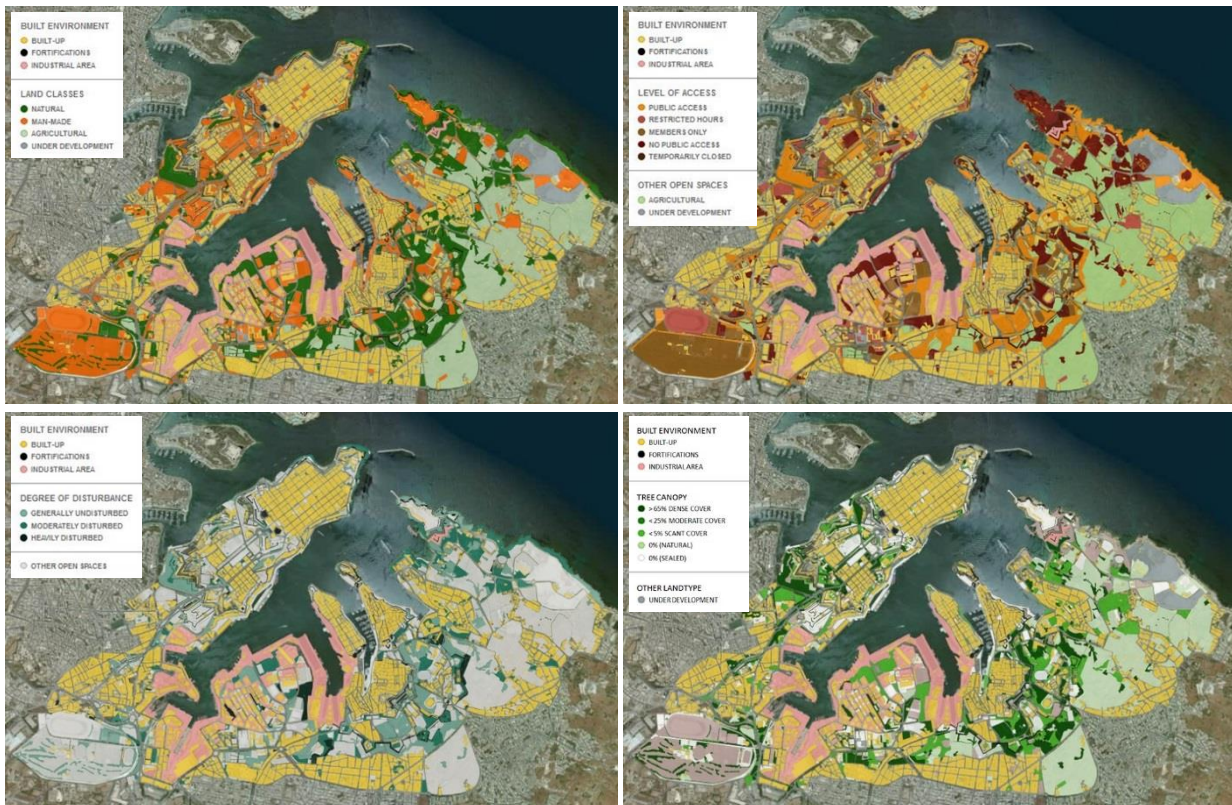 BUILT ENVIRONMENT
BUILT-UP
FORTIFICATIONS
INDUSTRIAL AREA
LAND CLASSES
NATURAL
MAN-MADE
AGRICULTURAL
UNDER DEVELOPMENT
BUILT ENVIRONMENT
BUILT-UP
FORTIFICATIONS
INDUSTRIAL AREA
LEVEL OF ACCESS
PUBLIC ACCESS
RESTRICTED HOURS
MEMBERS ONLY
NO PUBLIC ACCESS
TEMPORARILY CLOSED
OTHER OPEN SPACES
AGRICULTURAL
UNDER DEVELOPMENT
BUILT ENVIRONMENT
BUILT-UP
FORTIFICATIONS
INDUSTRIAL AREA
DEGREE OF DISTURBANCE
GENERALLY UNDISTURBED
MODERATELY DISTURBED
HEAVILY DISTURBED
OTHER OPEN SPACES
BUILT ENVIRONMENT
BUILT-UP
FORTIFICATIONS
INDUSTRIAL AREA
TREE CANOPY
>65% DENSE COVER
<25% MODERATE COVER
<5% SCANT COVER
0% (NATURAL)
0% (SEALED)
OTHER LANDTYPE
UNDER DEVELOPMENT